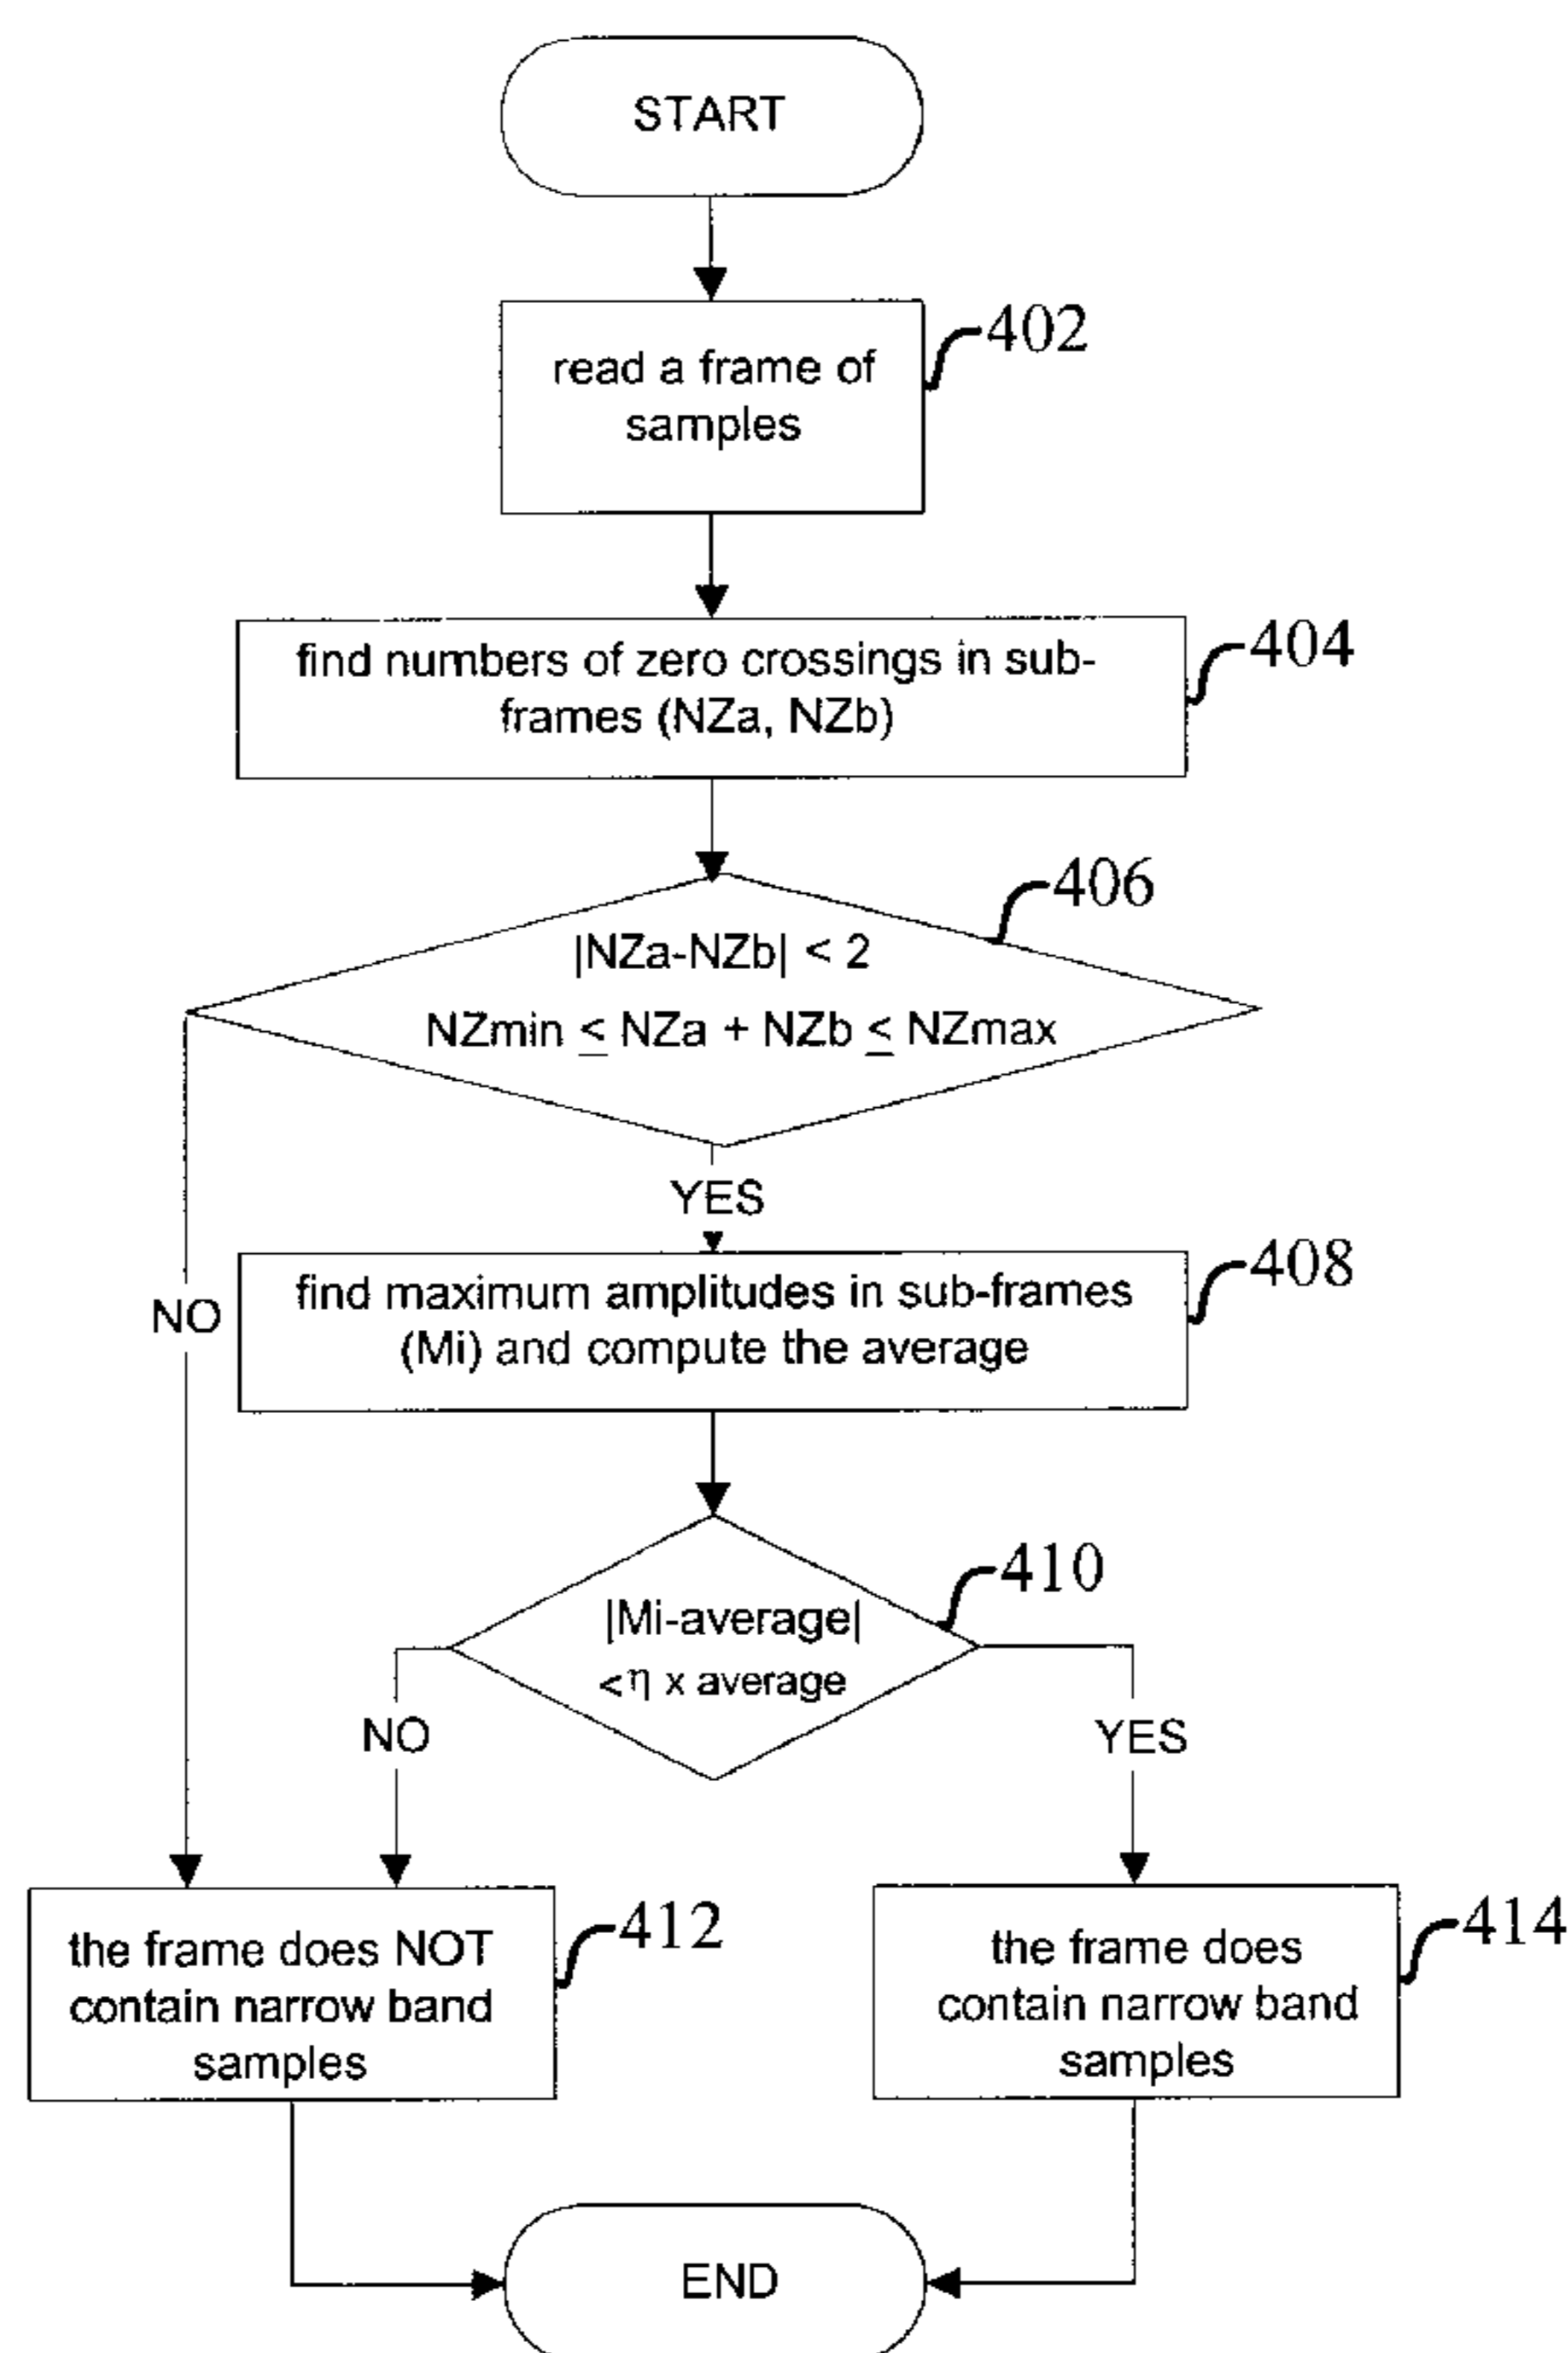 START
402
read a frame of
samples
404
find numbers of zero crossings in sub-
frames (NZa, NZb)
406
|NZa-NZb| < 2
NZmin ≤ NZa + NZb ≤ NZmax
YES
408
find maximum amplitudes in sub-frames
(Mi) and compute the average
NO
410
|Mi-average|
<η x average
NO
YES
412
the frame does NOT
contain narrow band
samples
414
the frame does
contain narrow band
samples
END